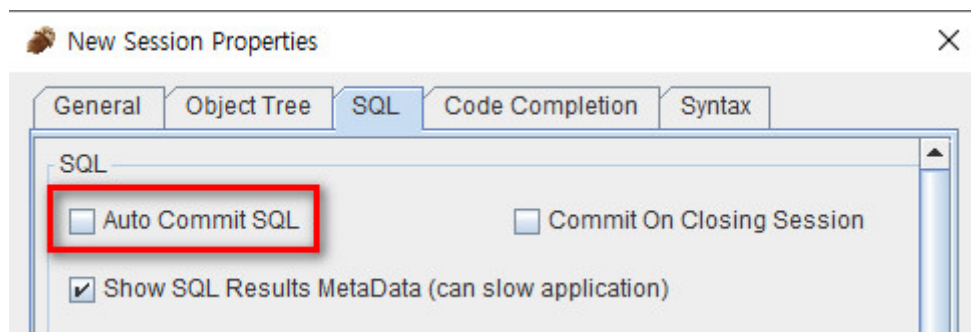 New Session Properties
General Object Tree SQL Code Completion Syntax
SQL
Auto Commit SQL Commit On Closing Session
Show SQL Results MetaData (can slow application)